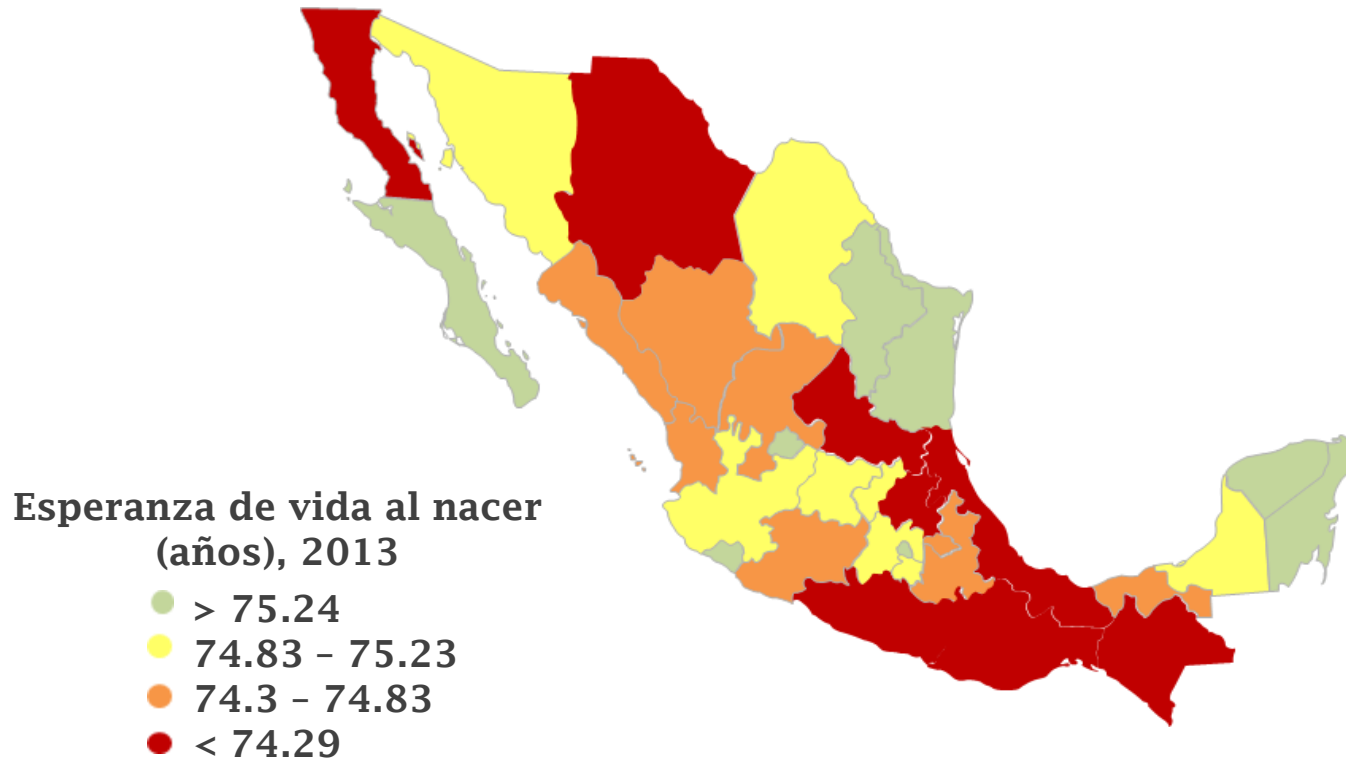 Esperanza de vida al nacer
(años), 2013
> 75.24
74.83 – 75.23
74.3 – 74.83
< 74.29